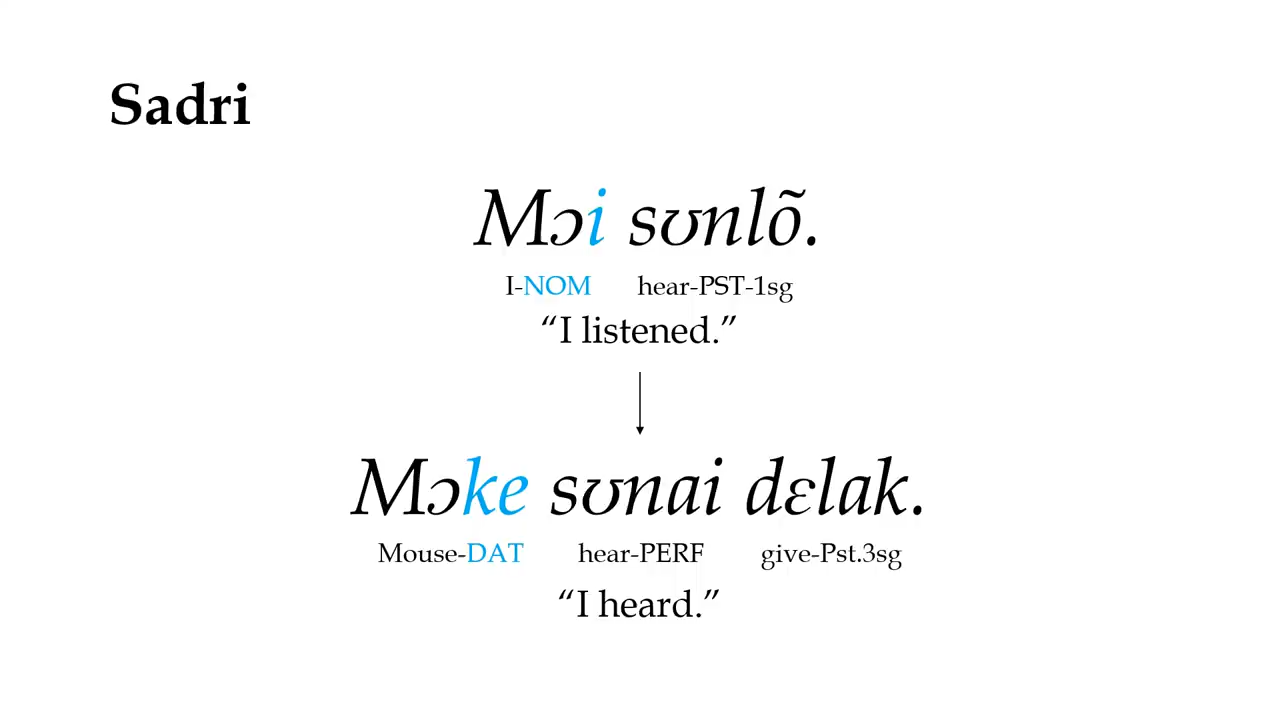 Sadri
Mɔi sʊnlõ.
I-NOM hear-PST-1sg
“I listened.”
Mɔke sʊnai dɛlak.
Mouse-DAT hear-PERF give-Pst.3sg
“I heard.”